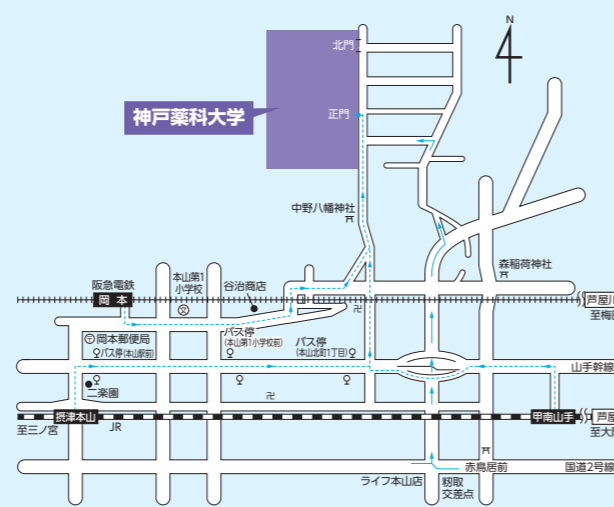 N
北門
正門
神戸薬科大学
中野八幡神社
森稲荷神社
阪急電鉄
岡本
本山第1
小学校
文
谷治商店
芦屋川
至梅田
〒岡本郵便局
バス停(本山駅前)
バス停
(本山第1小学校前)
バス停
(本山北町1丁目)
山手幹線
二楽園
摂津本山
甲南山手
芦屋
至三ノ宮
JR
至大阪
赤鳥居前
国道2号線
ライフ本山店
籾取
交差点